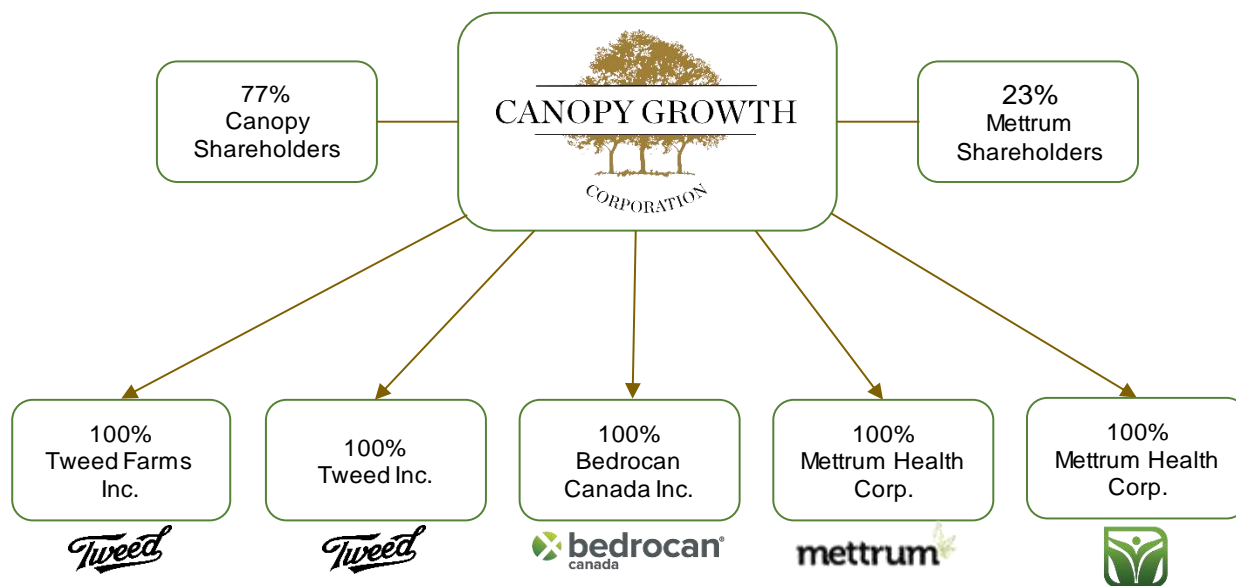 77%
Canopy
Shareholders
CANOPY GROWTH
CORPORATION
23%
Mettrum
Shareholders
100%
Tweed Farms
Inc.
100%
Tweed Inc.
100%
Bedrocan
Canada Inc.
100%
Mettrum Health
Corp.
100%
Mettrum Health
Corp.
Tweed
Tweed
bedrocan®
canada
mettrum